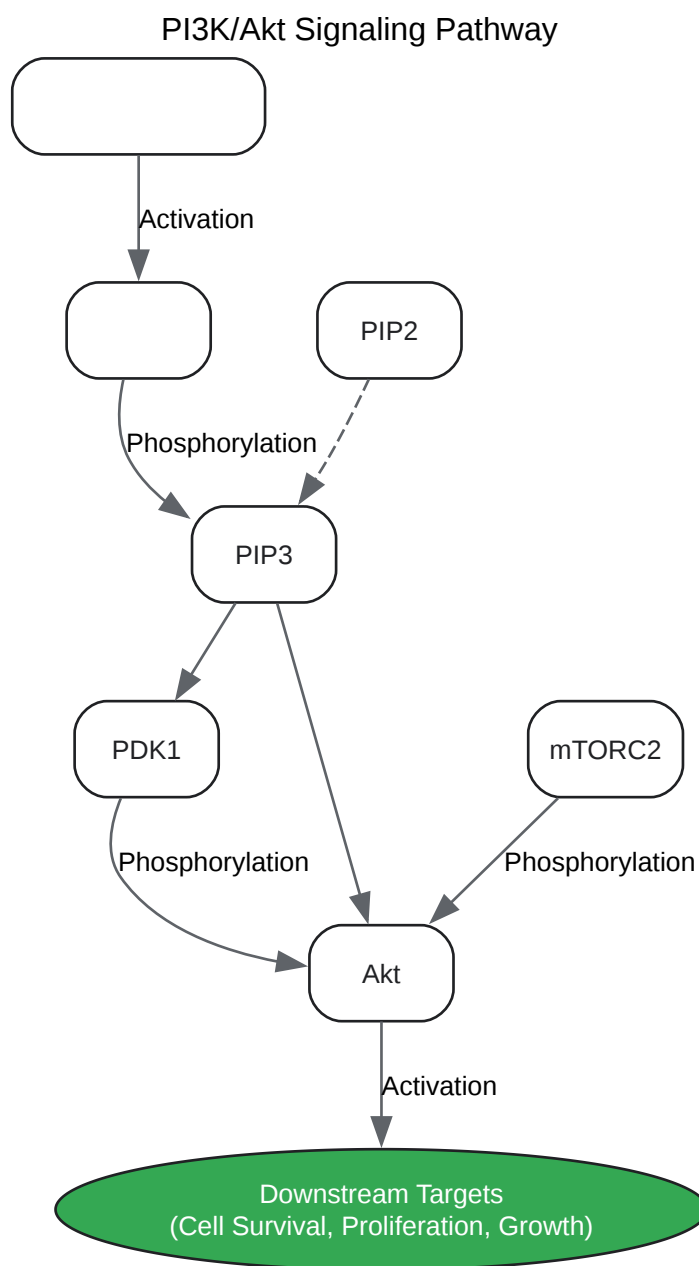 PI3K/Akt Signaling Pathway
Activation
PIP2
Phosphorylation
PIP3
PDK1
mTORC2
Phosphorylation
Phosphorylation
Akt
Activation
Downstream Targets
(Cell Survival, Proliferation, Growth)